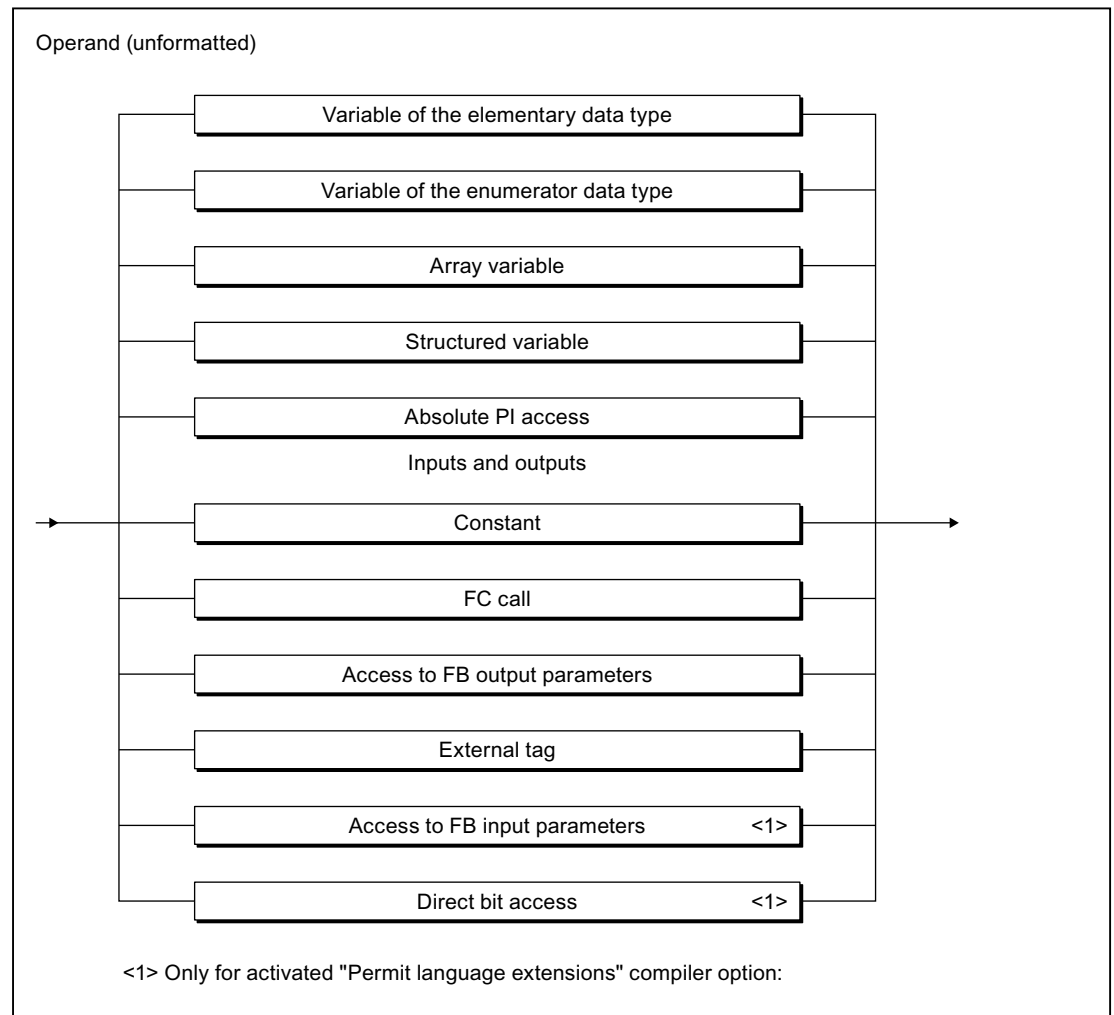 Operand (unformatted)
Variable of the elementary data type
Variable of the enumerator data type
Array variable
Structured variable
Absolute PI access
Inputs and outputs
Constant
FC call
Access to FB output parameters
External tag
Access to FB input parameters <1>
Direct bit access <1>
<1> Only for activated "Permit language extensions" compiler option: